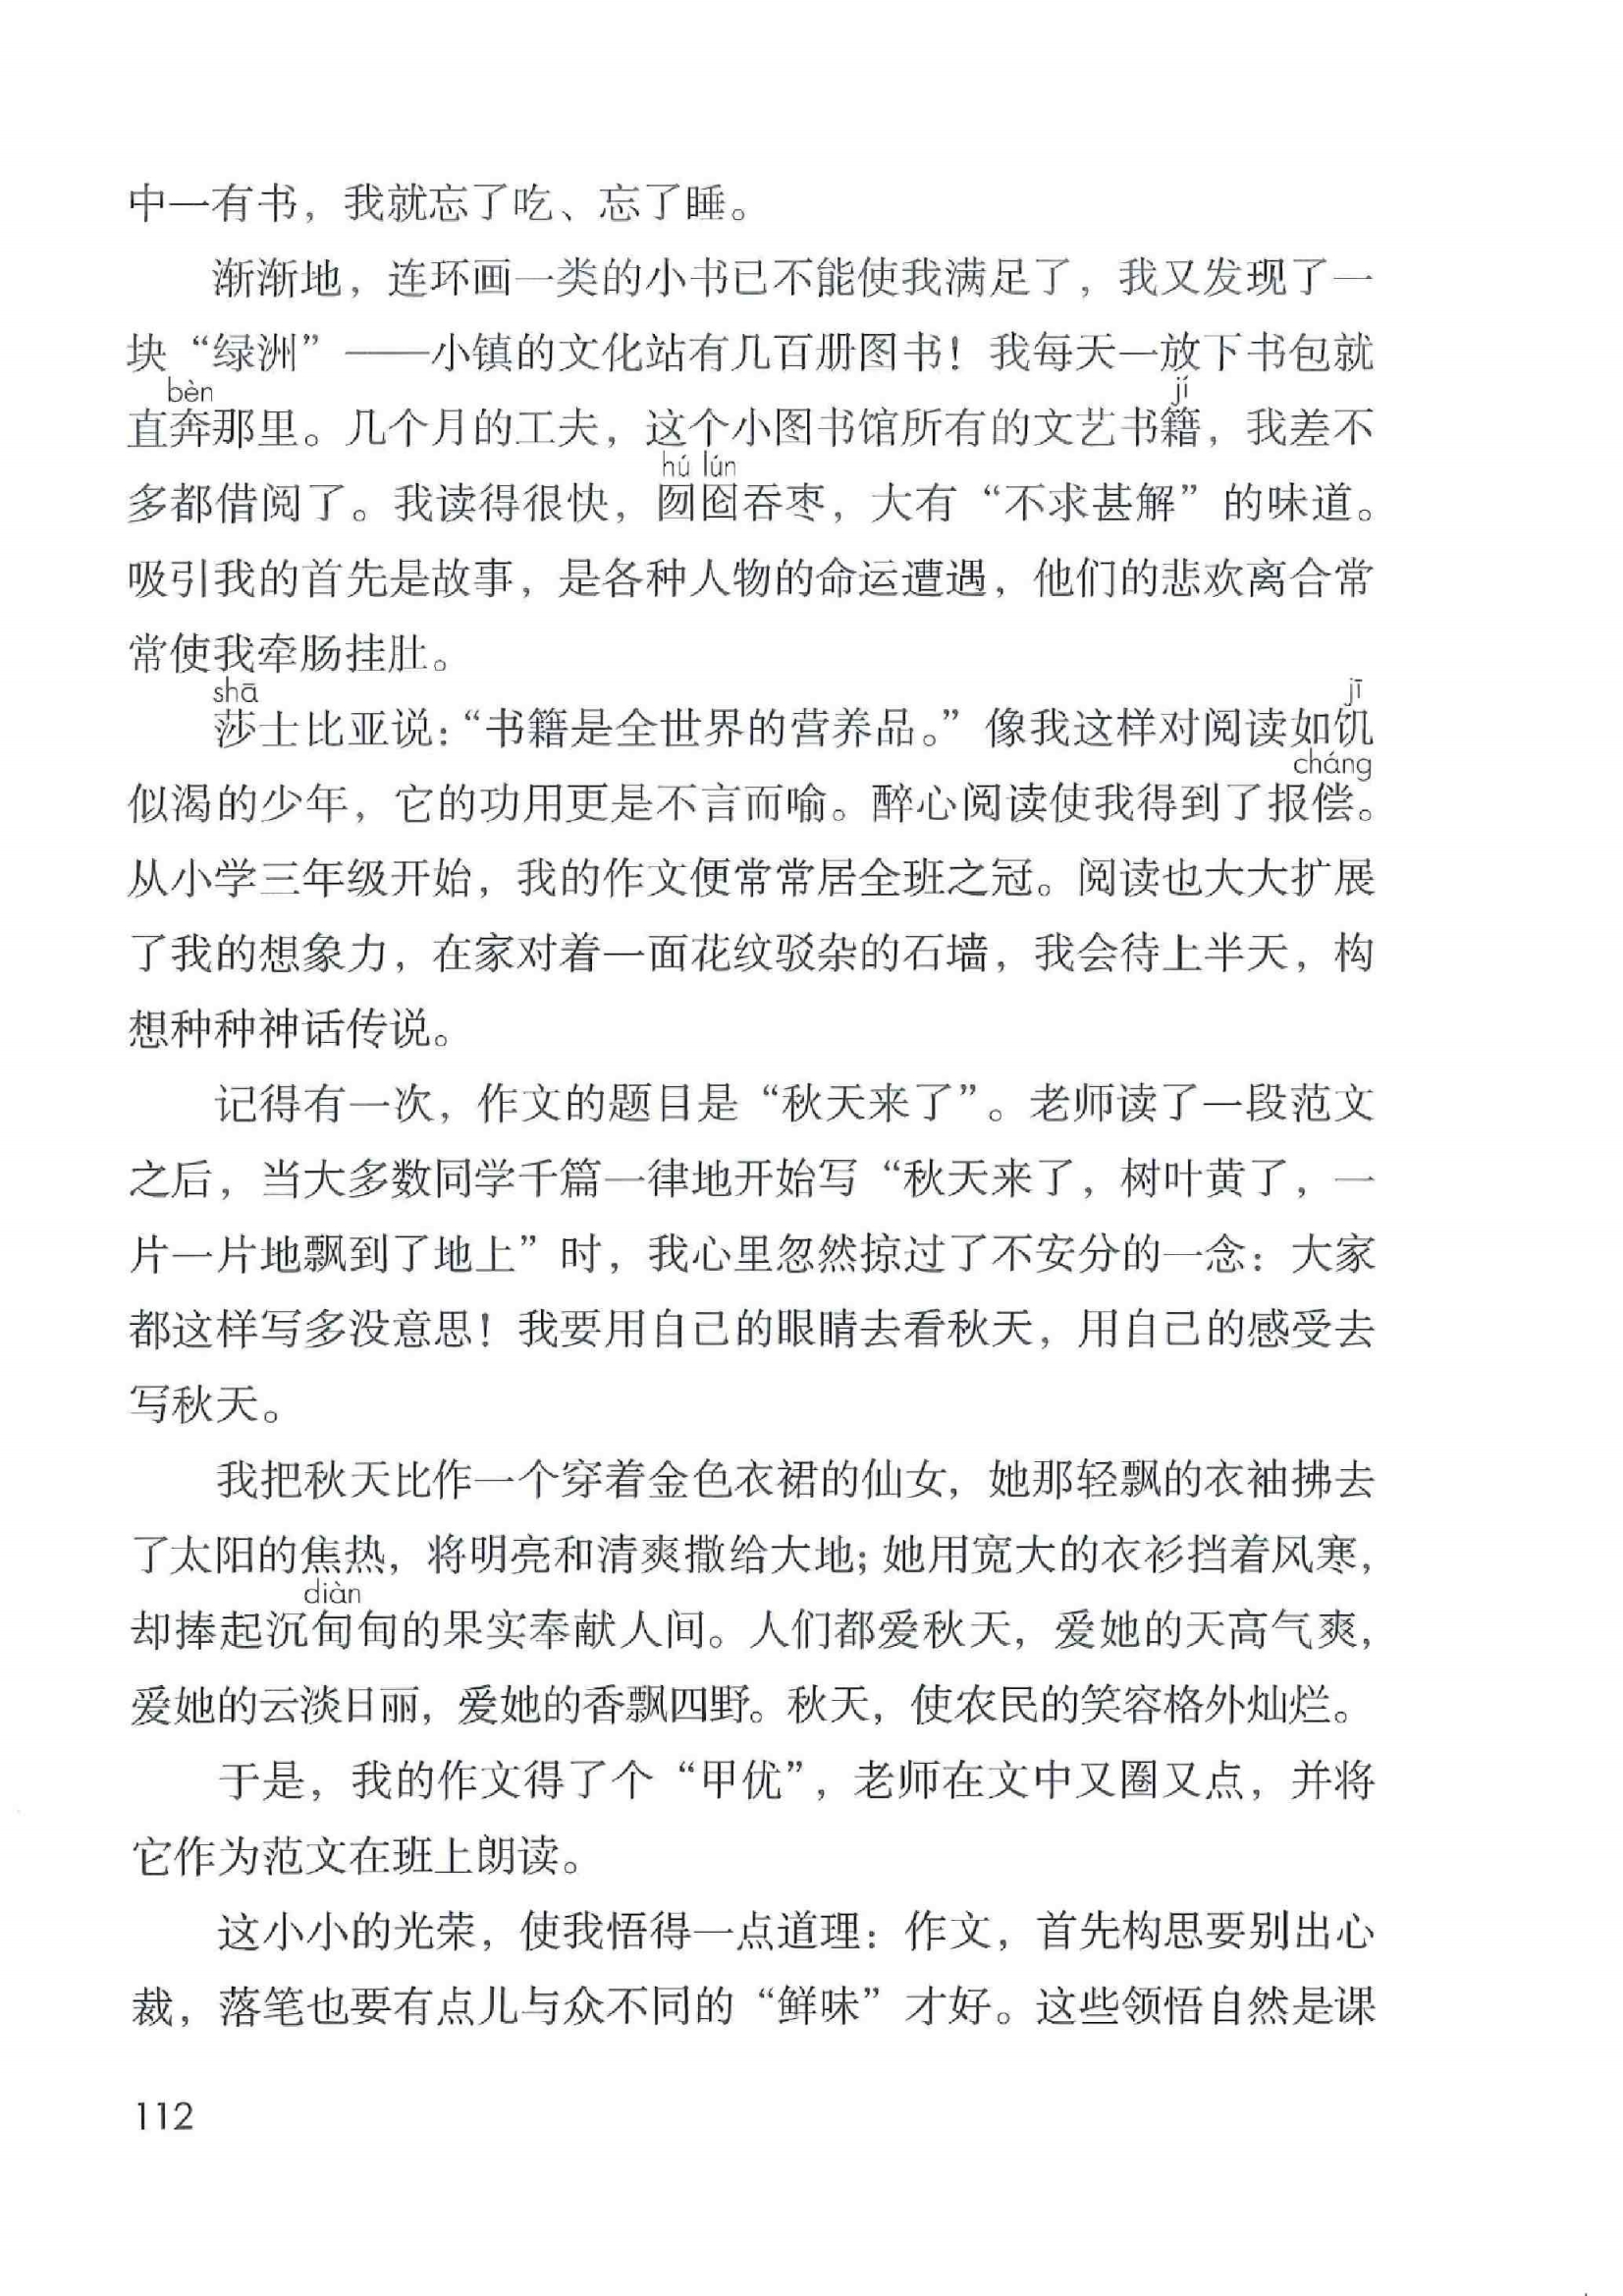 中一有书，我就忘了吃、忘了睡。
渐渐地，连环画一类的小书已不能使我满足了，我又发现了一
块“绿洲”——小镇的文化站有几百册图书！我每天一放下书包就
bèn jí
直奔那里。几个月的工夫，这个小图书馆所有的文艺书籍，我差不
hú lún
多都借阅了。我读得很快，囫囵吞枣，大有“不求甚解”的味道。
吸引我的首先是故事，是各种人物的命运遭遇，他们的悲欢离合常
常使我牵肠挂肚。
shā jī
莎士比亚说：“书籍是全世界的营养品。”像我这样对阅读如饥
cháng
似渴的少年，它的功用更是不言而喻。醉心阅读使我得到了报偿。
从小学三年级开始，我的作文便常常居全班之冠。阅读也大大扩展
了我的想象力，在家对着一面花纹驳杂的石墙，我会待上半天，构
想种种神话传说。
记得有一次，作文的题目是“秋天来了”。老师读了一段范文
之后，当大多数同学千篇一律地开始写“秋天来了，树叶黄了，一
片一片地飘到了地上”时，我心里忽然掠过了不安分的一念：大家
都这样写多没意思！我要用自己的眼睛去看秋天，用自己的感受去
写秋天。
我把秋天比作一个穿着金色衣裙的仙女，她那轻飘的衣袖拂去
了太阳的焦热，将明亮和清爽撒给大地；她用宽大的衣衫挡着风寒，
diàn
却捧起沉甸甸的果实奉献人间。人们都爱秋天，爱她的天高气爽，
爱她的云淡日丽，爱她的香飘四野。秋天，使农民的笑容格外灿烂。
于是，我的作文得了个“甲优”，老师在文中又圈又点，并将
它作为范文在班上朗读。
这小小的光荣，使我悟得一点道理：作文，首先构思要别出心
裁，落笔也要有点儿与众不同的“鲜味”才好。这些领悟自然是课
112